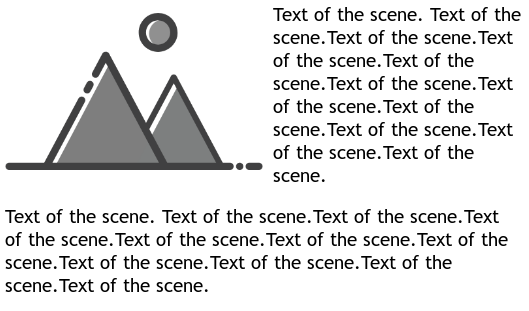 Text of the scene. Text of the
scene.Text of the scene.Text
of the scene.Text of the
scene.Text of the scene.Text
of the scene.Text of the
scene.Text of the scene.Text
of the scene.Text of the
scene.
Text of the scene. Text of the scene.Text of the scene.Text
of the scene.Text of the scene.Text of the scene.Text of the
scene.Text of the scene.Text of the scene.Text of the
scene.Text of the scene.